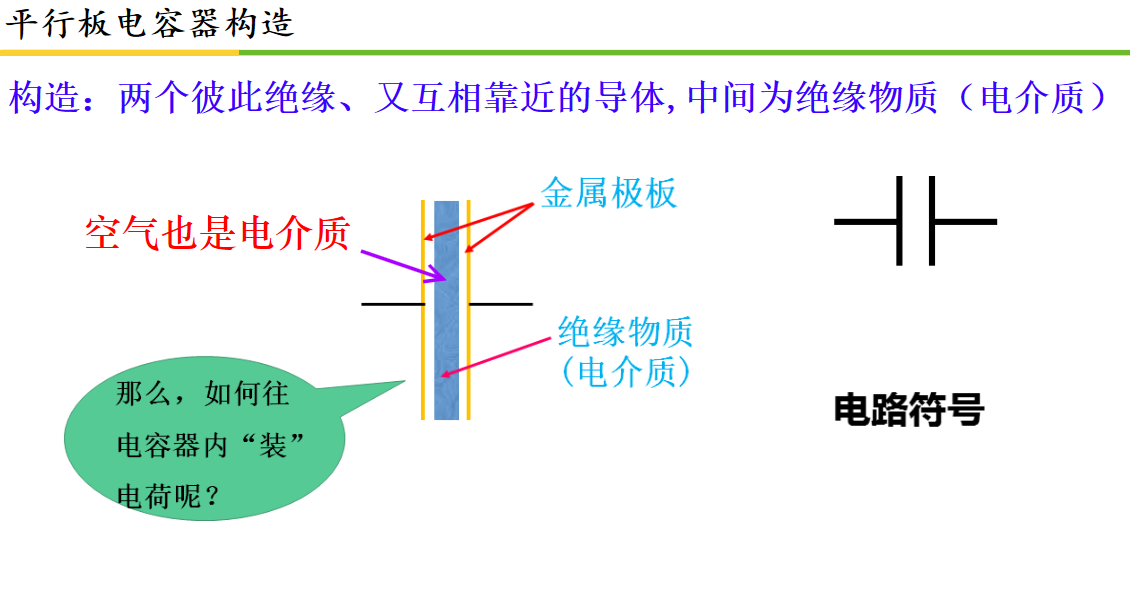 平行板电容器构造
构造：两个彼此绝缘、又互相靠近的导体,中间为绝缘物质（电介质）
金属极板
空气也是电介质
绝缘物质
(电介质)
那么，如何往
电容器内“装”
电荷呢？
电路符号